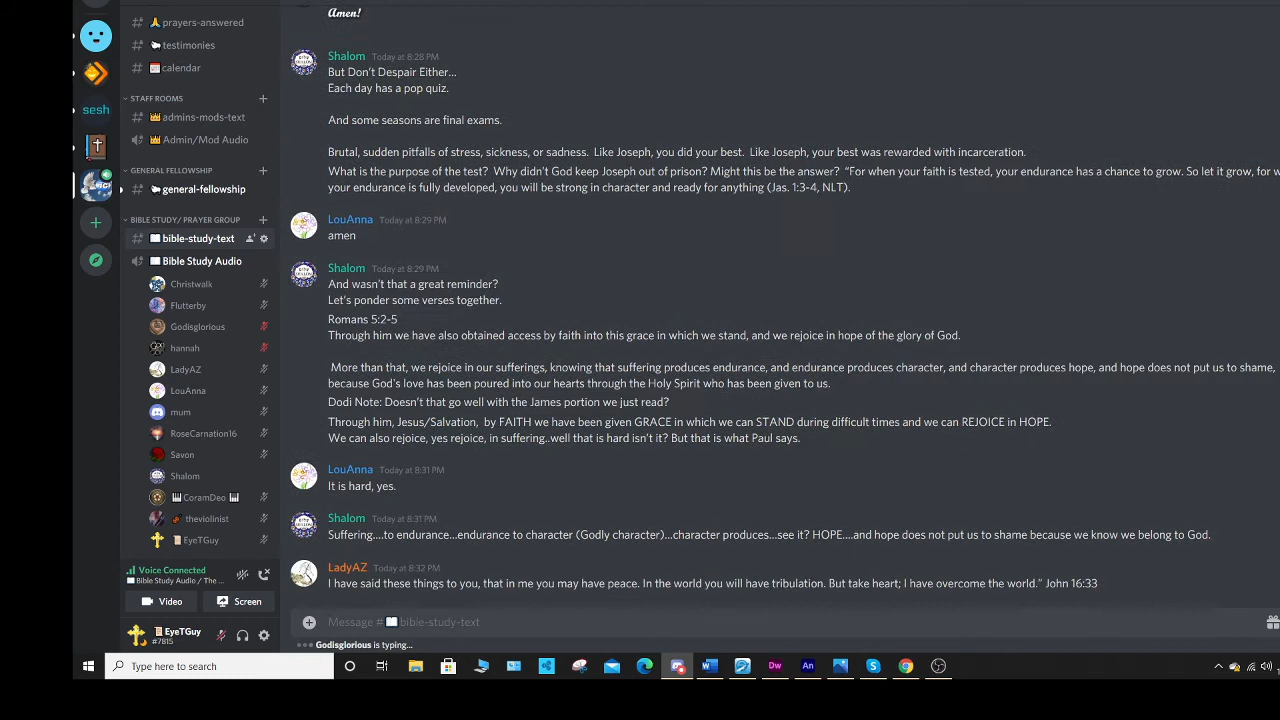 Amen!
prayers-answered
testimonies
calendar
STAFF ROOMS
admins-mods-text
Admin/Mod Audio
GENERAL FELLOWSHIP
general-fellowship
BIBLE STUDY/ PRAYER GROUP
bible-study-text
Bible Study Audio
Christwalk
Flutterby
Godisglorious
hannah
LadyAZ
LouAnna
mum
RoseCarnation16
Savon
Shalom
CoramDeo
theviolinist
EyeTGuy
Voice Connected
Bible Study Audio / The ...
Video
Screen
EyeTGuy
#7815
sesh
Shalom Today at 8:28 PM
But Don't Despair Either...
Each day has a pop quiz.
And some seasons are final exams.
Brutal, sudden pitfalls of stress, sickness, or sadness. Like Joseph, you did your best. Like Joseph, your best was rewarded with incarceration.
What is the purpose of the test? Why didn't God keep Joseph out of prison? Might this be the answer? "For when your faith is tested, your endurance has a chance to grow. So let it grow, for
your endurance is fully developed, you will be strong in character and ready for anything (Jas. 1:3-4, NLT).
LouAnna Today at 8:29 PM
amen
Shalom Today at 8:29 PM
And wasn't that a great reminder?
Let's ponder some verses together.
Romans 5:2-5
Through him we have also obtained access by faith into this grace in which we stand, and we rejoice in hope of the glory of God.
More than that, we rejoice in our sufferings, knowing that suffering produces endurance, and endurance produces character, and character produces hope, and hope does not put us to shame,
because God's love has been poured into our hearts through the Holy Spirit who has been given to us.
Dodi Note: Doesn't that go well with the James portion we just read?
Through him, Jesus/Salvation, by FAITH we have been given GRACE in which we can STAND during difficult times and we can REJOICE in HOPE.
We can also rejoice, yes rejoice, in suffering..well that is hard isn't it? But that is what Paul says.
LouAnna Today at 8:31 PM
It is hard, yes.
Shalom Today at 8:31 PM
Suffering....to endurance...endurance to character (Godly character)...character produces...see it? HOPE....and hope does not put us to shame because we know we belong to God.
LadyAZ Today at 8:32 PM
I have said these things to you, that in me you may have peace. In the world you will have tribulation. But take heart; I have overcome the world." John 16:33
Message # bible-study-text
Godisglorious is typing...
Type here to search